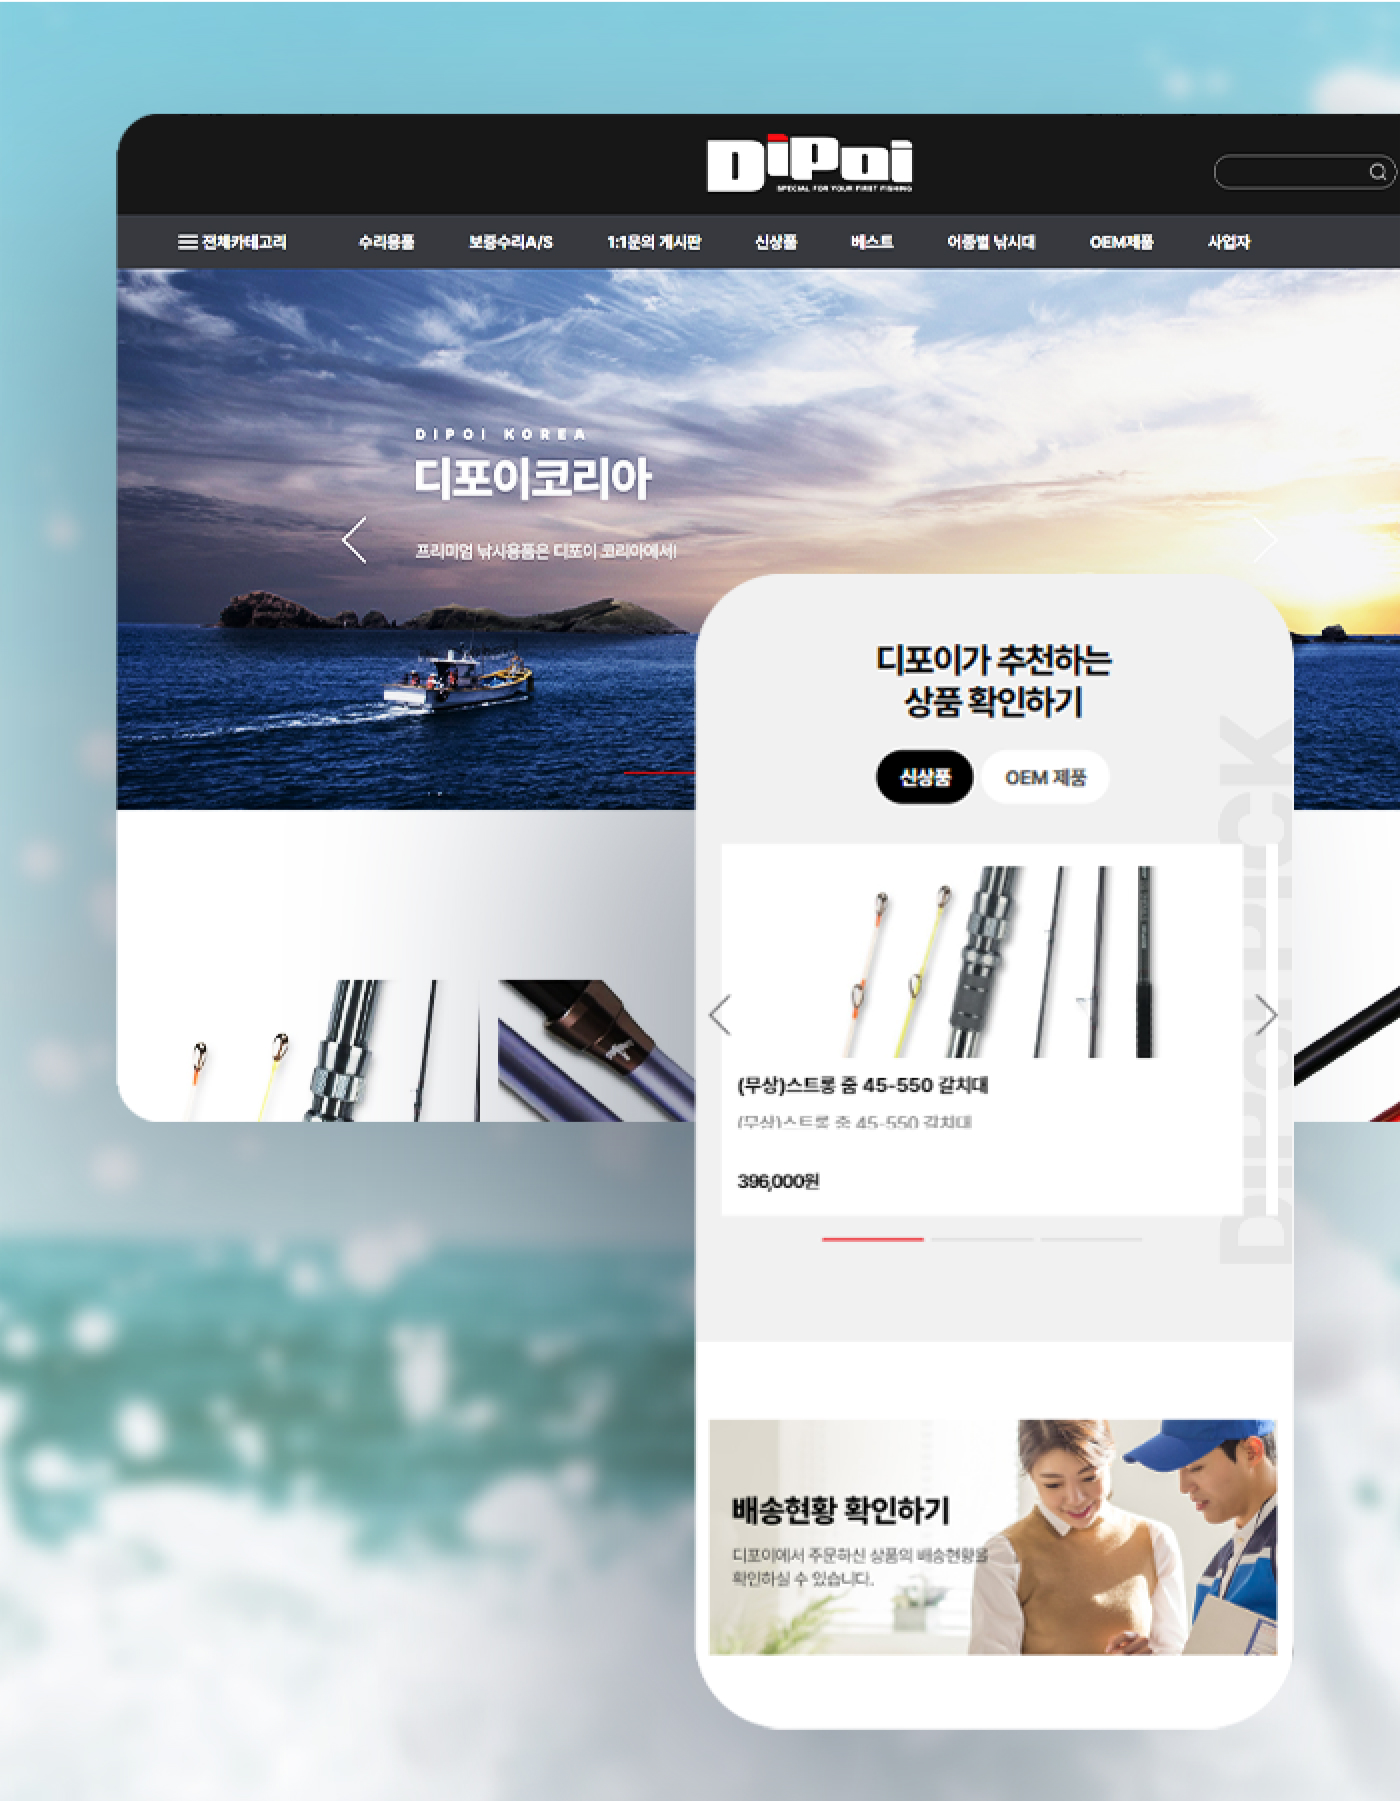 DiPoi
SPECIAL FOR YOUR FIRST FISHING
전체카테고리 수리용품 보증수리A/S 1:1문의 게시판 신상품 베스트 어종별 낚시대 OEM제품 사업자
DIPOI KOREA
디포이코리아
프리미엄 낚시용품은 디포이 코리아에서!
디포이가 추천하는
상품 확인하기
신상품 OEM 제품
DIPOI PICK
(무상)스트롱 줌 45-550 갈치대
(무상)스트롱 줌 45-550 갈치대
396,000원
배송현황 확인하기
디포이에서 주문하신 상품의 배송현황을
확인하실 수 있습니다.